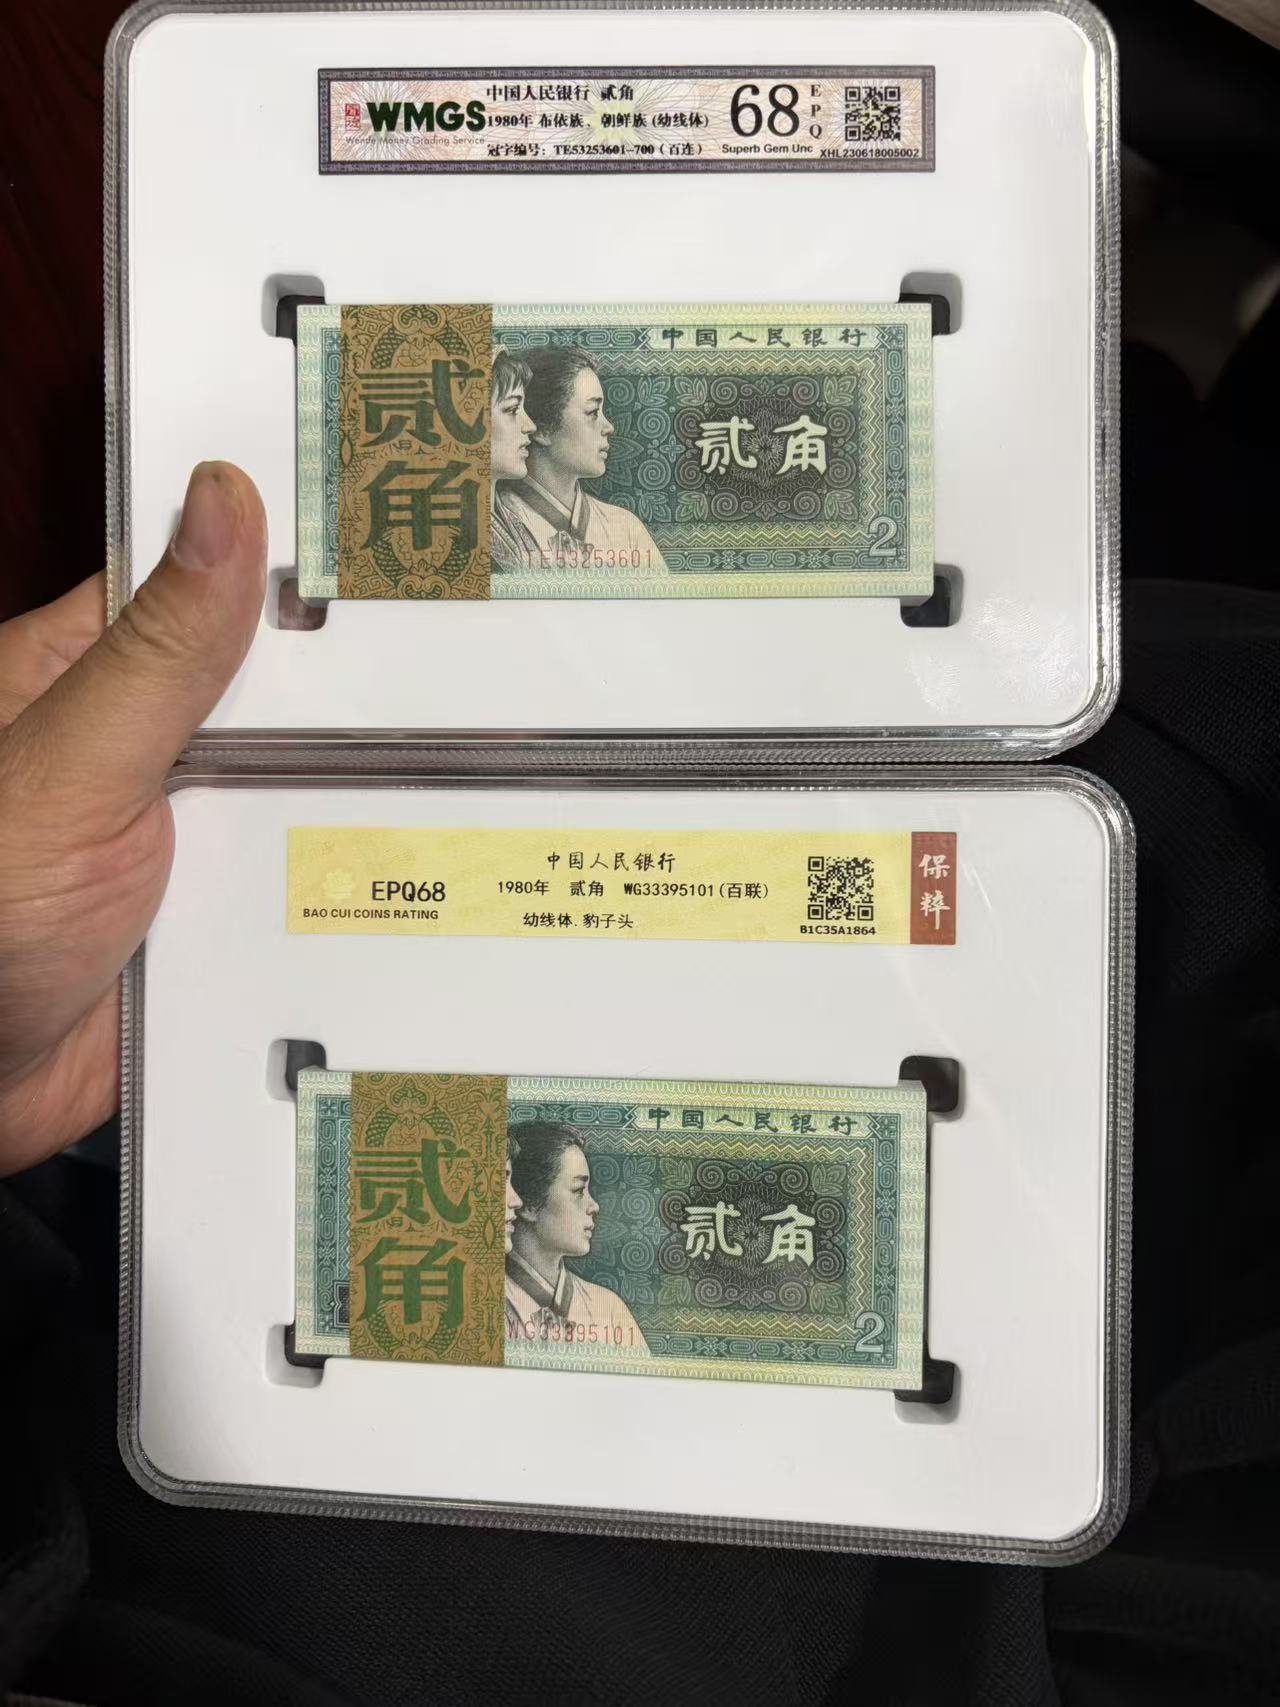 WMGS
Wende Money Grading Service
中国人民银行 贰角
1980年 布依族、朝鲜族(幼线体)
冠字编号：TE53253601--700（百连）
68
EPQ
Superb Gem Unc
XHL230618005002
中国人民银行
贰角
贰角
2
TE53253601
EPQ68
BAO CUI COINS RATING
中国人民银行
1980年 贰角 WG33395101(百联)
幼线体.豹子头
B1C35A1864
保粹
中国人民银行
贰角
贰角
2
WG33395101